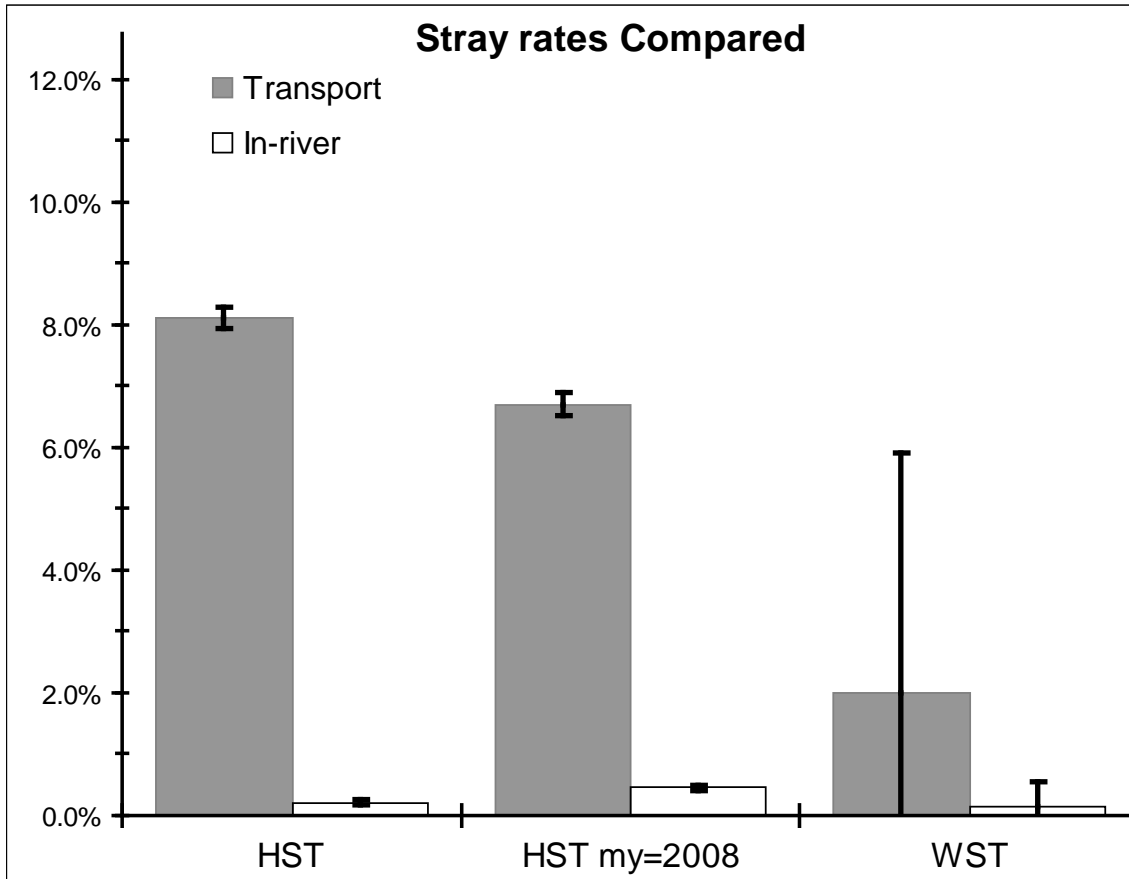 Stray rates Compared
Transport
In-river
12.0%
10.0%
8.0%
6.0%
4.0%
2.0%
0.0%
HST
HST my=2008
WST